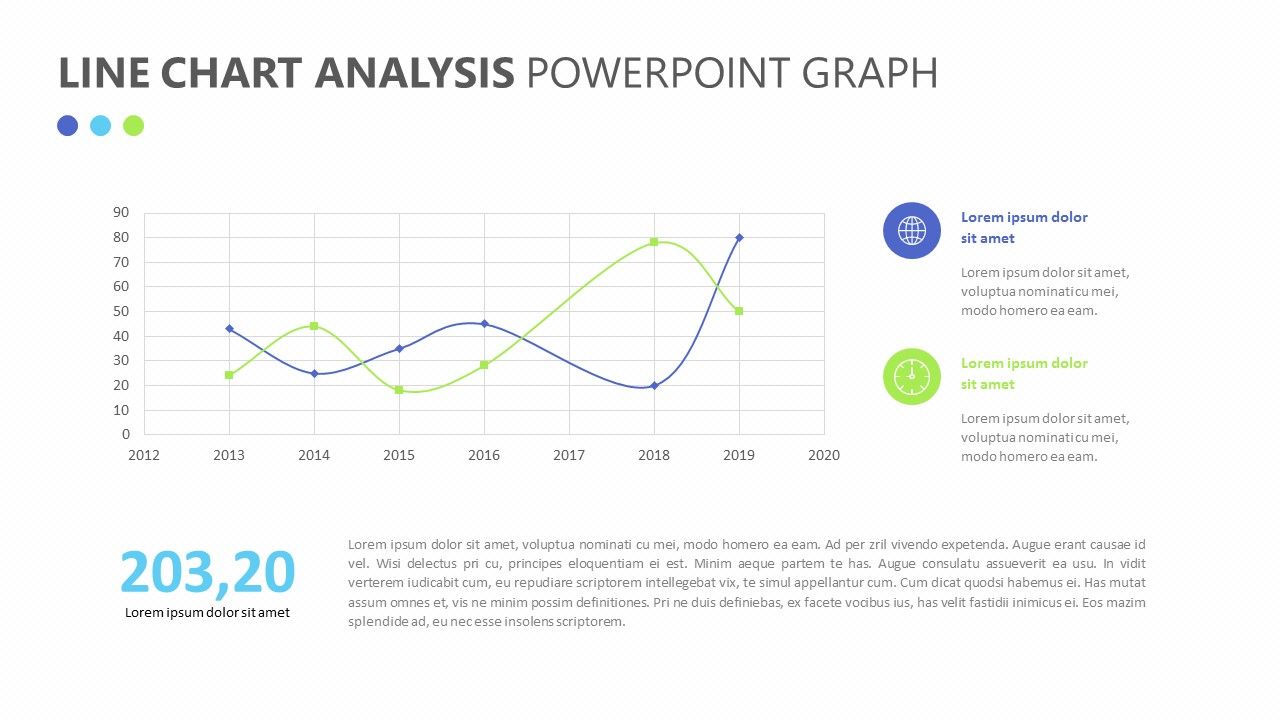 LINE CHART ANALYSIS POWERPOINT GRAPH
90
80
70
60
50
40
30
20
10
0
2012 2013 2014 2015 2016 2017 2018 2019 2020
Lorem ipsum dolor
sit amet
Lorem ipsum dolor sit amet,
voluptua nominati cu mei,
modo homero ea eam.
Lorem ipsum dolor
sit amet
Lorem ipsum dolor sit amet,
voluptua nominati cu mei,
modo homero ea eam.
203,20
Lorem ipsum dolor sit amet
Lorem ipsum dolor sit amet, voluptua nominati cu mei, modo homero ea eam. Ad per zril vivendo expetenda. Augue erant causae id
vel. Wisi delectus pri cu, principes eloquentiam ei est. Minim aeque partem te has. Augue consulatu assueverit ea usu. In vidit
verterem iudicabit cum, eu repudiare scriptorem intellegebat vix, te simul appellantur cum. Cum dicat quodsi habemus ei. Has mutat
assum omnes et, vis ne minim possim definitiones. Pri ne duis definiebas, ex facete vocibus ius, has velit fastidii inimicus ei. Eos mazim
splendide ad, eu nec esse insolens scriptorem.